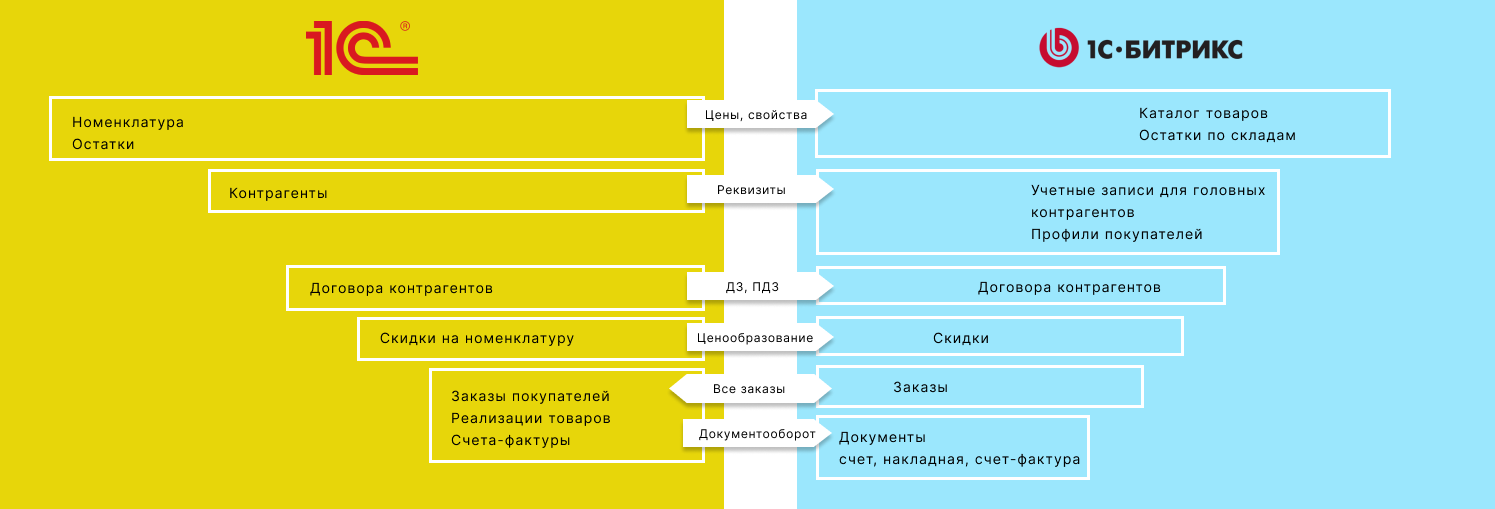 1С®
1С·БИТРИКС
Номенклатура
Остатки
Цены, свойства
Каталог товаров
Остатки по складам
Контрагенты
Реквизиты
Учетные записи для головных
контрагентов
Профили покупателей
Договора контрагентов
ДЗ, ПДЗ
Договора контрагентов
Скидки на номенклатуру
Ценообразование
Скидки
Заказы покупателей
Реализации товаров
Счета-фактуры
Все заказы
Заказы
Документооборот
Документы
счет, накладная, счет-фактура